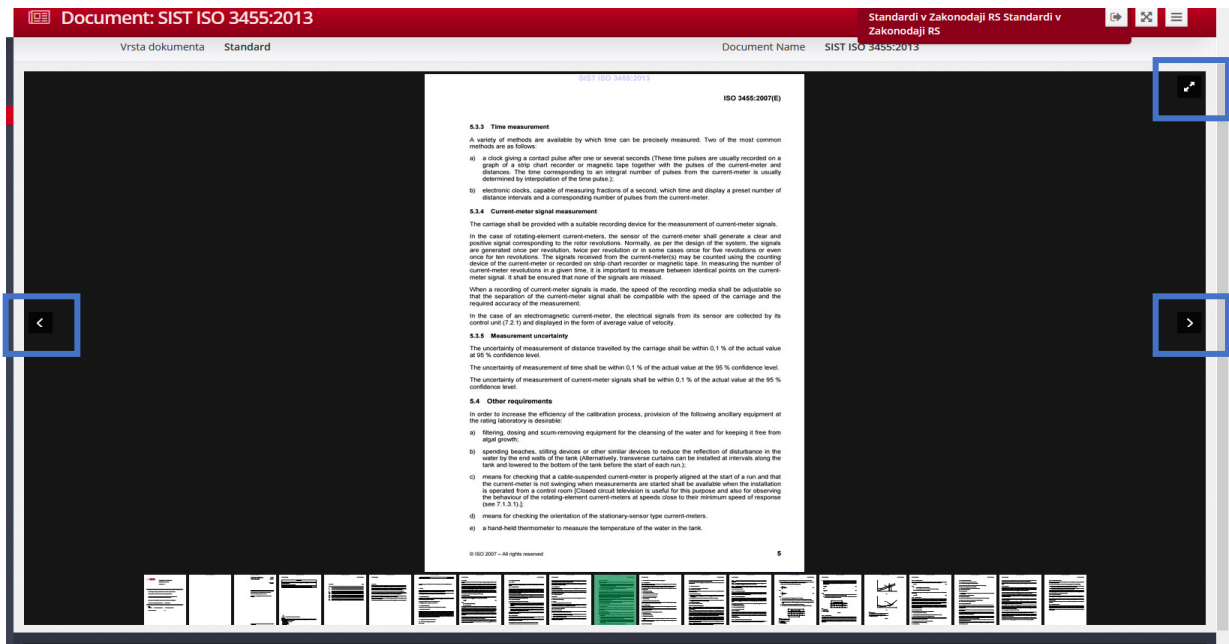 Document: SIST ISO 3455:2013
Standardi v Zakonodaji RS Standardi v
Zakonodaji RS
Vrsta dokumenta Standard
Document Name SIST ISO 3455:2013
SIST ISO 3455:2013
ISO 3455:2007(E)
5.3.3 Time measurement
A variety of methods are available by which time can be precisely measured. Two of the most common
methods are as follows:
a) a clock giving a contact pulse after one or several seconds (These time pulses are usually recorded on a
graph of a strip chart recorder or magnetic tape together with the pulses of the current-meter and
distances. The time corresponding to an integral number of pulses from the current-meter is usually
determined by interpolation of the time pulse.);
b) electronic clocks, capable of measuring fractions of a second, which time and display a preset number of
distance intervals and a corresponding number of pulses from the current-meter.
5.3.4 Current-meter signal measurement
The carriage shall be provided with a suitable recording device for the measurement of current-meter signals.
In the case of rotating-element current-meters, the sensor of the current-meter shall generate a clear and
positive signal corresponding to the rotor revolutions. Normally, as per the design of the system, the signals
are generated once per revolution, twice per revolution or in some cases once for five revolutions or even
once for ten revolutions. The signals received from the current-meter(s) may be counted using the counting
device of the current-meter or recorded on strip chart recorder or magnetic tape. In measuring the number of
current-meter revolutions in a given time, it is important to measure between identical points on the current-
meter signal. It shall be ensured that none of the signals are missed.
When a recording of current-meter signals is made, the speed of the recording media shall be adjustable so
that the separation of the current-meter signal shall be compatible with the speed of the carriage and the
required accuracy of the measurement.
In the case of an electromagnetic current-meter, the electrical signals from its sensor are collected by its
control unit (7.2.1) and displayed in the form of average value of velocity.
5.3.5 Measurement uncertainty
The uncertainty of measurement of distance travelled by the carriage shall be within 0,1 % of the actual value
at 95 % confidence level.
The uncertainty of measurement of time shall be within 0,1 % of the actual value at the 95 % confidence level.
The uncertainty of measurement of current-meter signals shall be within 0,1 % of the actual value at the 95 %
confidence level.
5.4 Other requirements
In order to increase the efficiency of the calibration process, provision of the following ancillary equipment at
the rating laboratory is desirable:
a) filtering, dosing and scum-removing equipment for the cleansing of the water and for keeping it free from
algal growth;
b) spending beaches, stilling devices or other similar devices to reduce the reflection of disturbance in the
water by the end walls of the tank (Alternatively, transverse curtains can be installed at intervals along the
tank and lowered to the bottom of the tank before the start of each run.);
c) means for checking that a cable-suspended current-meter is properly aligned at the start of a run and that
the current-meter is not swinging when measurements are started shall be available when the installation
is operated from a control room [Closed circuit television is useful for this purpose and also for observing
the behaviour of the rotating-element current-meters at speeds close to their minimum speed of response
(see 7.1.3.1).];
d) means for checking the orientation of the stationary-sensor type current-meters.
e) a hand-held thermometer to measure the temperature of the water in the tank.
© ISO 2007 – All rights reserved 5